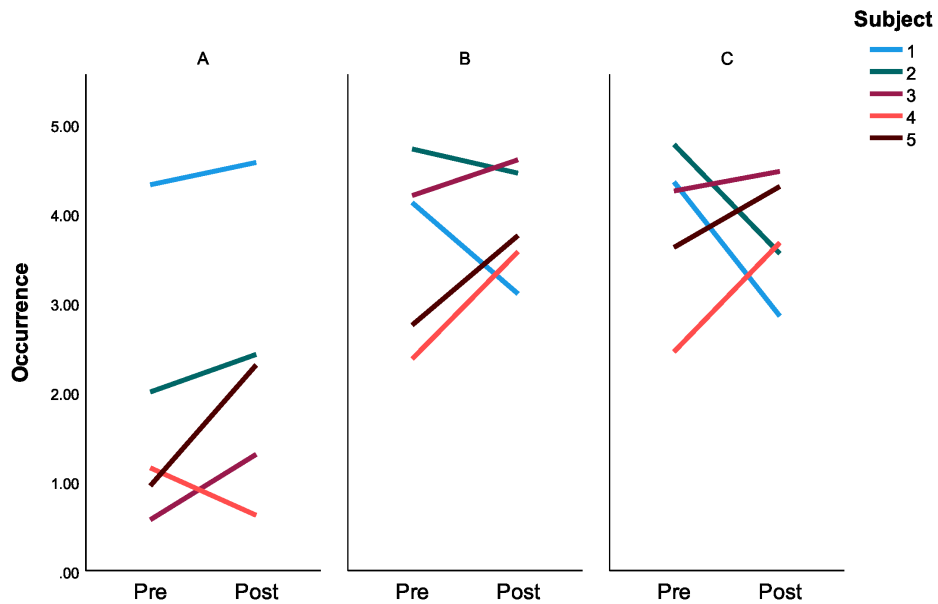 Subject
1
2
3
4
5
A
B
C
5.00
4.00
3.00
2.00
1.00
.00
Occurrence
Pre
Post
Pre
Post
Pre
Post